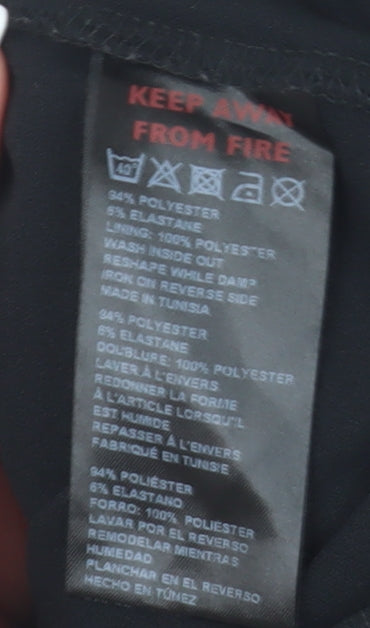 KEEP AWAY
FROM FIRE
40°
94% POLYESTER
6% ELASTANE
LINING: 100% POLYESTER
WASH INSIDE OUT
RESHAPE WHILE DAMP
IRON ON REVERSE SIDE
MADE IN TUNISIA
94% POLYESTER
6% ELASTANE
DOUBLURE: 100% POLYESTER
LAVER À L'ENVERS
REDONNER LA FORME
À L'ARTICLE LORSQU'IL
EST HUMIDE
REPASSER À L'ENVERS
FABRIQUÉ EN TUNISIE
94% POLIÉSTER
6% ELASTANO
FORRO: 100% POLIÉSTER
LAVAR POR EL REVERSO
REMODELAR MIENTRAS
HUMEDAD
PLANCHAR EN EL REVERSO
HECHO EN TÚNEZ